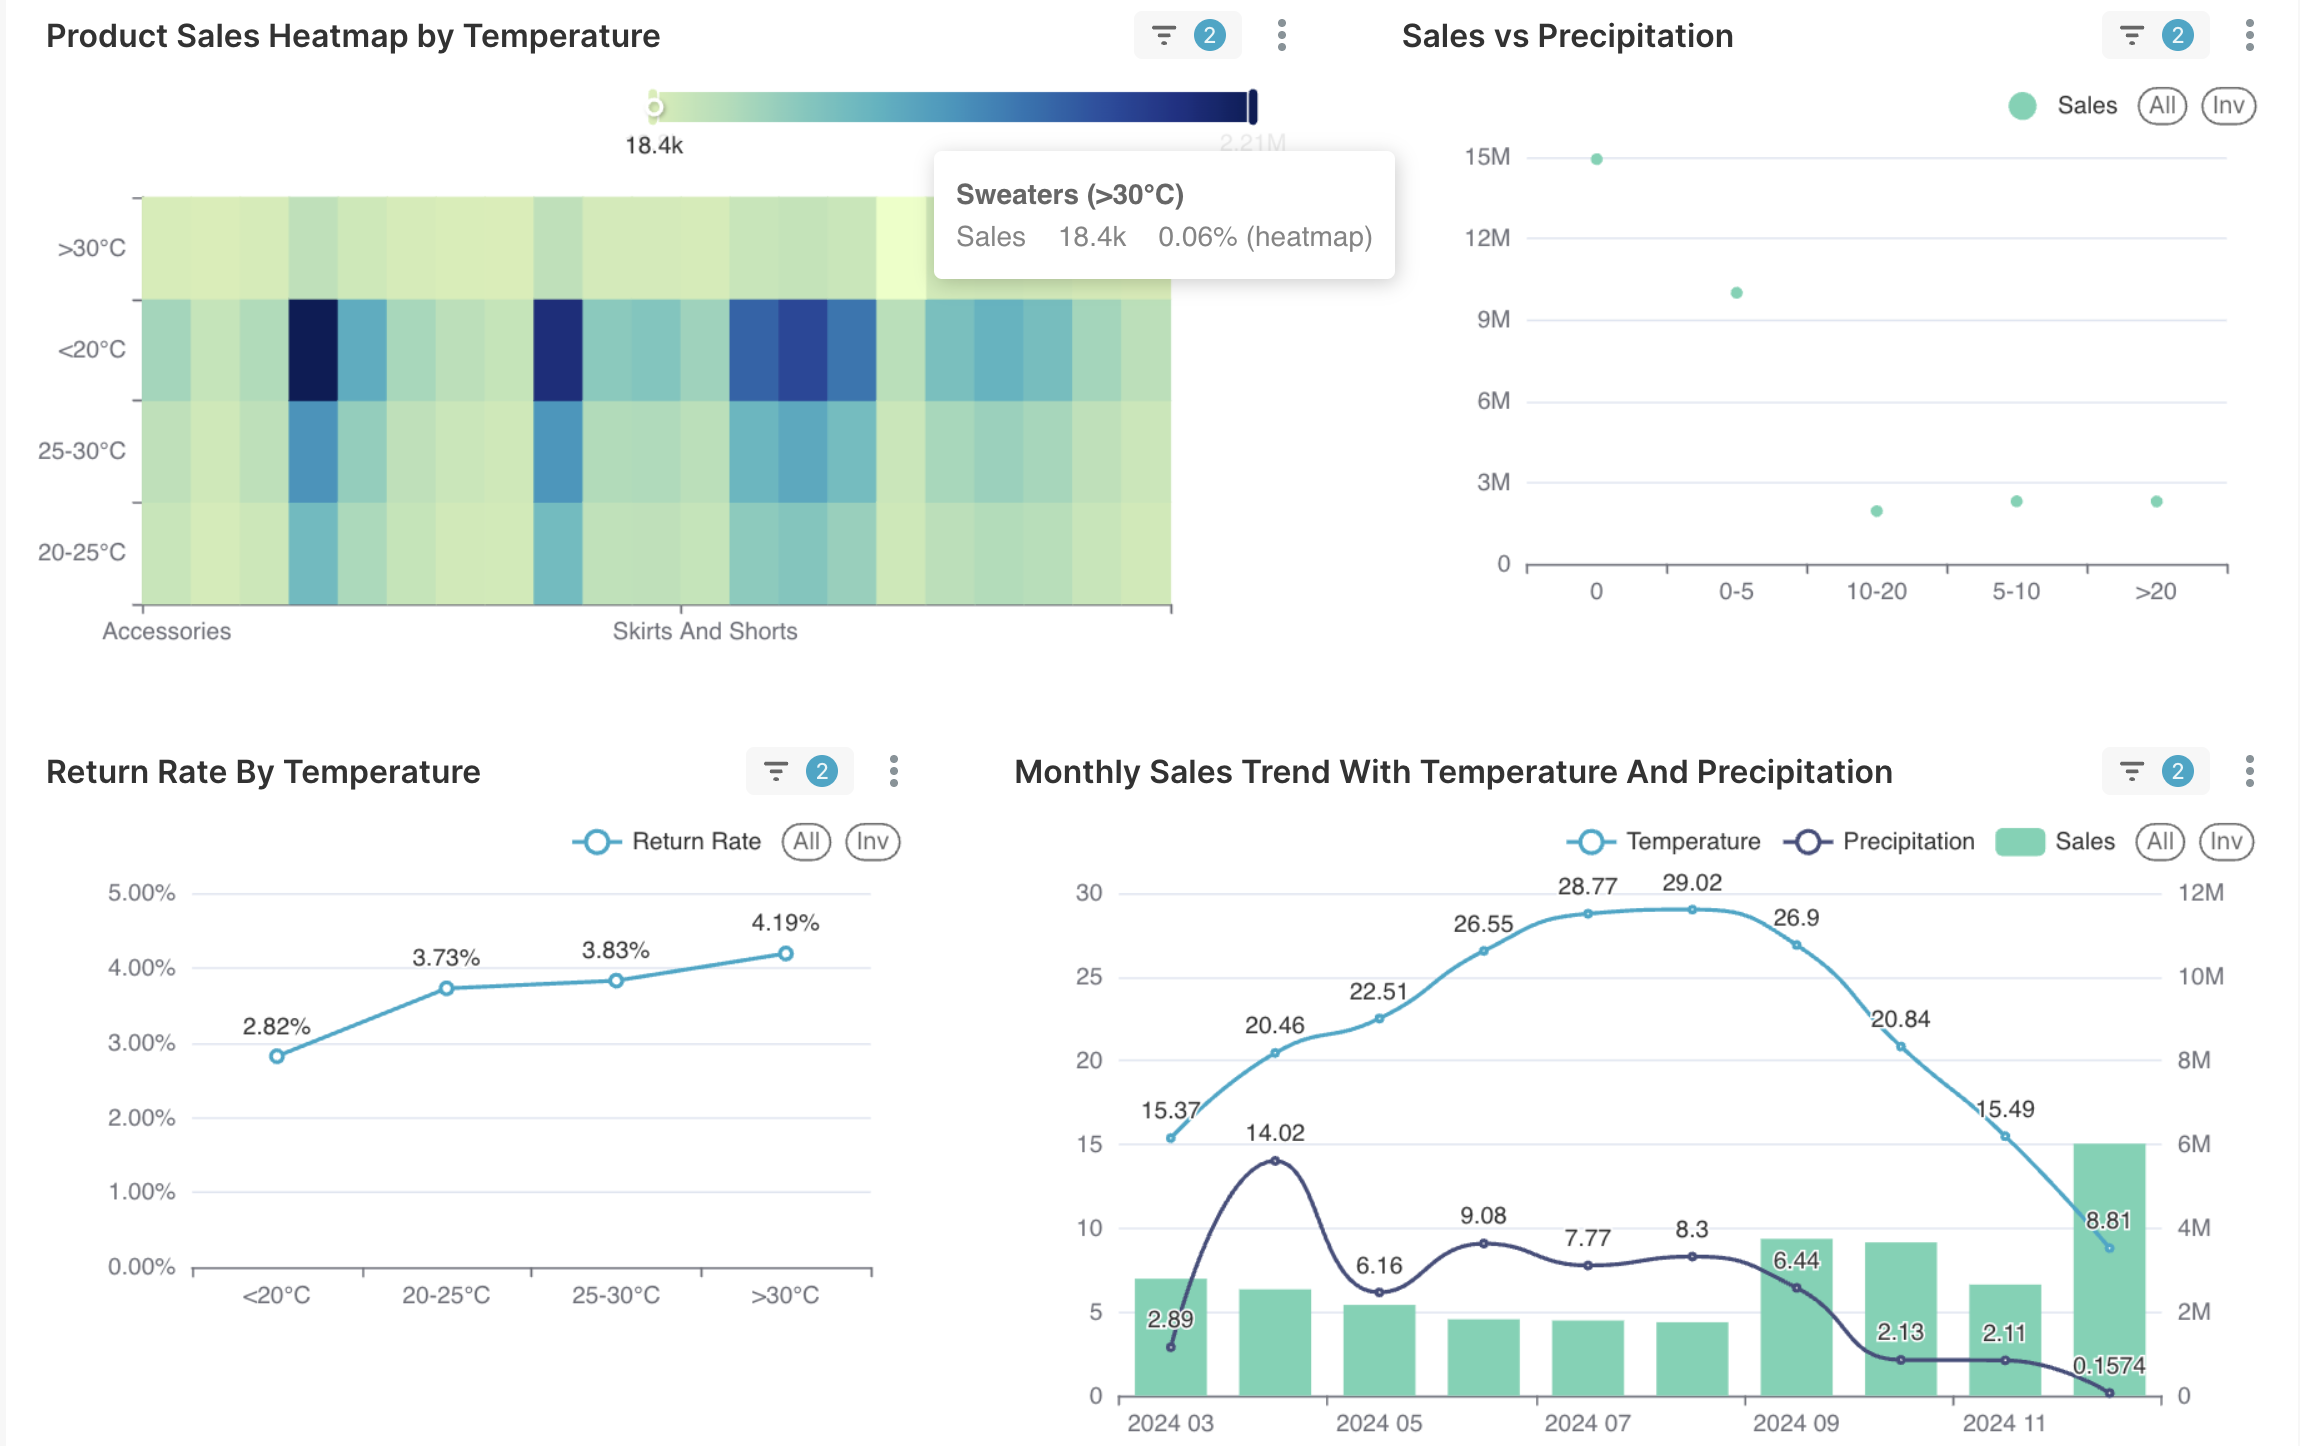 Product Sales Heatmap by Temperature
2
18.4k
2.21M
Sweaters (>30°C)
Sales 18.4k 0.06% (heatmap)
>30°C
<20°C
25-30°C
20-25°C
Accessories
Skirts And Shorts
Sales vs Precipitation
2
Sales All Inv
15M
12M
9M
6M
3M
0
0 0-5 10-20 5-10 >20
Return Rate By Temperature
2
Return Rate All Inv
5.00%
4.00%
3.00%
2.00%
1.00%
0.00%
2.82%
3.73%
3.83%
4.19%
<20°C 20-25°C 25-30°C >30°C
Monthly Sales Trend With Temperature And Precipitation
2
Temperature Precipitation Sales All Inv
30
25
20
15
10
5
0
12M
10M
8M
6M
4M
2M
0
15.37
20.46
22.51
26.55
28.77
29.02
26.9
20.84
15.49
8.81
2.89
14.02
6.16
9.08
7.77
8.3
6.44
2.13
2.11
0.1574
2024 03 2024 05 2024 07 2024 09 2024 11